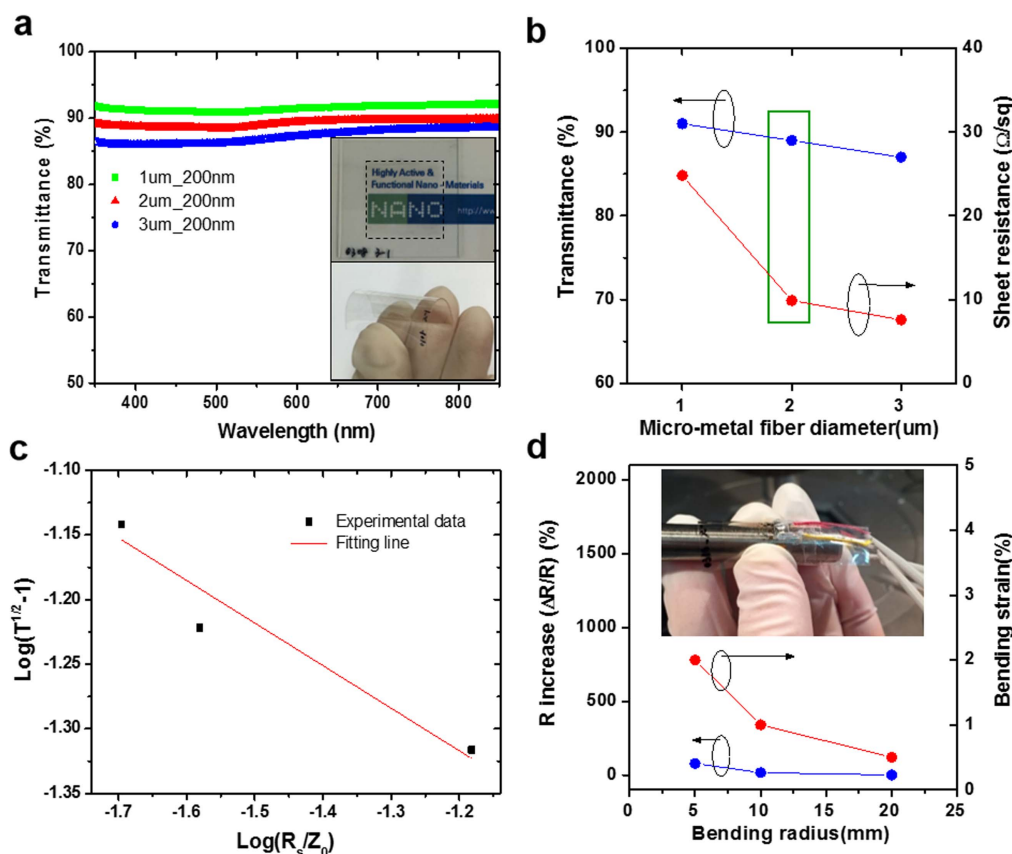 a
Transmittance (%)
100
90
80
70
60
50
400
500
600
700
800
Wavelength (nm)
1um_200nm
2um_200nm
3um_200nm
Highly Active &
Functional Nano - Materials
NANO
http://ww
b
Transmittance (%)
100
90
80
70
60
Sheet resistance (Ω/sq)
40
30
20
10
0
1
2
3
Micro-metal fiber diameter(um)
c
Log(T^1/2-1)
-1.10
-1.15
-1.20
-1.25
-1.30
-1.35
-1.7
-1.6
-1.5
-1.4
-1.3
-1.2
Log(R_s/Z_0)
Experimental data
Fitting line
d
R increase (ΔR/R) (%)
2000
1500
1000
500
0
Bending strain(%)
5
4
3
2
1
0
0
5
10
15
20
25
Bending radius(mm)